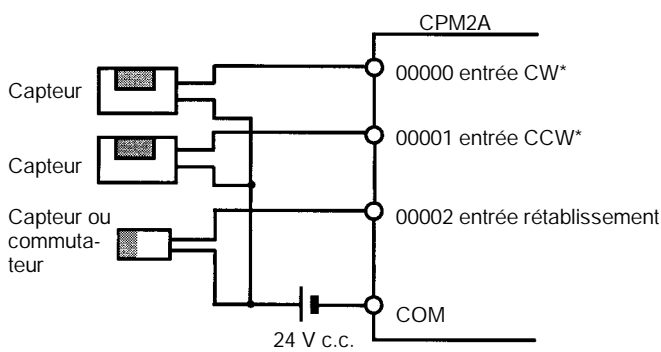 CPM2A
Capteur
00000 entrée CW*
Capteur
00001 entrée CCW*
Capteur ou
commuta-
teur
00002 entrée rétablissement
COM
24 V c.c.